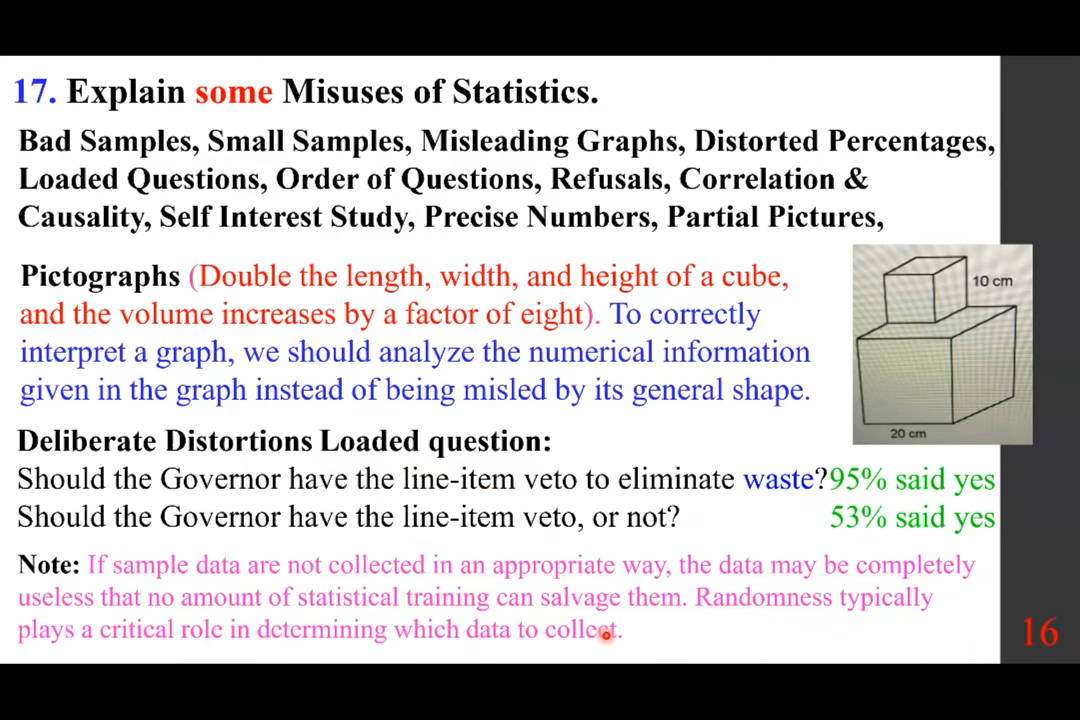 17. Explain some Misuses of Statistics.
Bad Samples, Small Samples, Misleading Graphs, Distorted Percentages,
Loaded Questions, Order of Questions, Refusals, Correlation &
Causality, Self Interest Study, Precise Numbers, Partial Pictures,
Pictographs (Double the length, width, and height of a cube,
and the volume increases by a factor of eight). To correctly
interpret a graph, we should analyze the numerical information
given in the graph instead of being misled by its general shape.
10 cm
20 cm
Deliberate Distortions Loaded question:
Should the Governor have the line-item veto to eliminate waste? 95% said yes
Should the Governor have the line-item veto, or not? 53% said yes
Note: If sample data are not collected in an appropriate way, the data may be completely
useless that no amount of statistical training can salvage them. Randomness typically
plays a critical role in determining which data to collect.
16